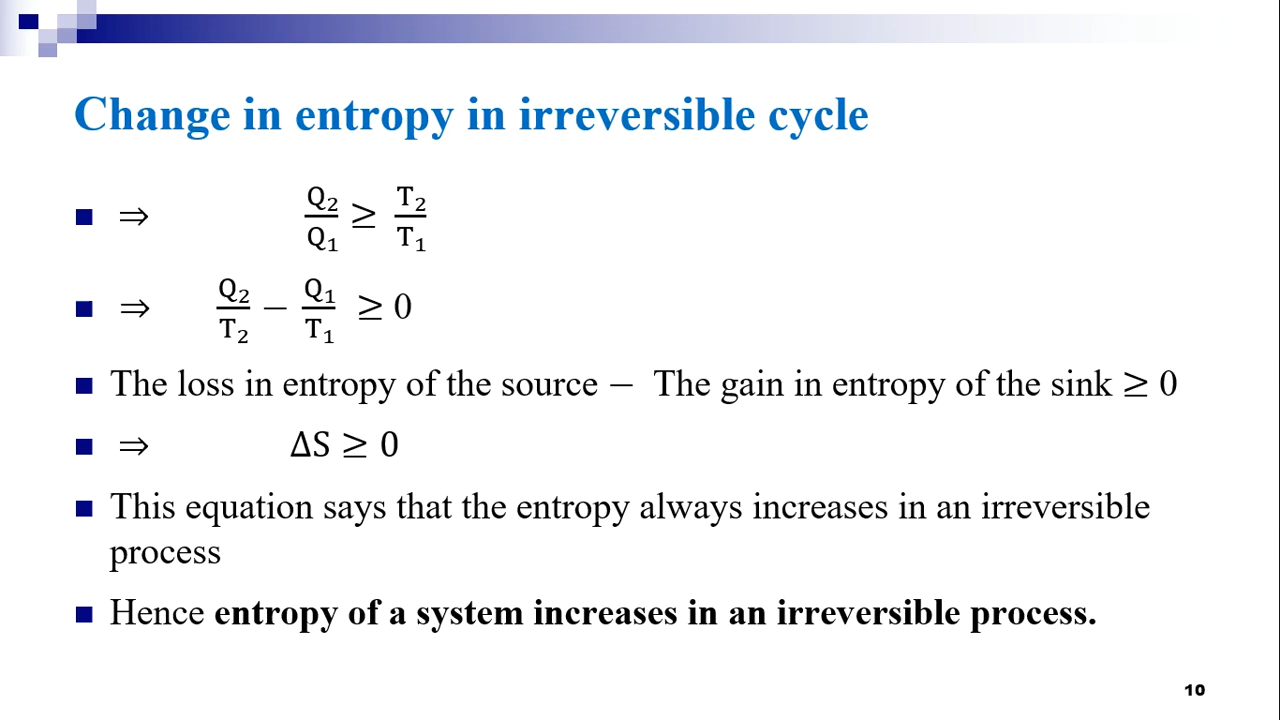 Change in entropy in irreversible cycle
■ ⇒ Q₂/Q₁ ≥ T₂/T₁
■ ⇒ Q₂/T₂ − Q₁/T₁ ≥ 0
■ The loss in entropy of the source − The gain in entropy of the sink ≥ 0
■ ⇒ ΔS ≥ 0
■ This equation says that the entropy always increases in an irreversible
process
■ Hence entropy of a system increases in an irreversible process.
10